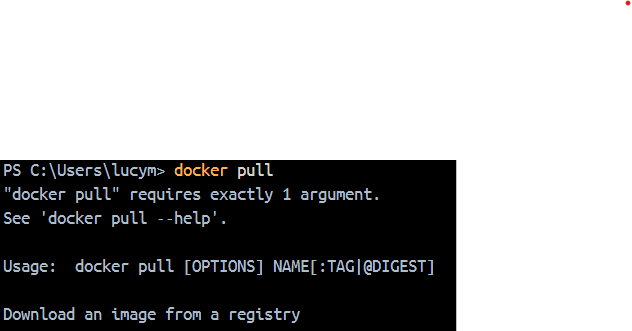 PS C:\Users\lucym> docker pull
"docker pull" requires exactly 1 argument.
See 'docker pull --help'.
Usage:  docker pull [OPTIONS] NAME[:TAG|@DIGEST]
Download an image from a registry